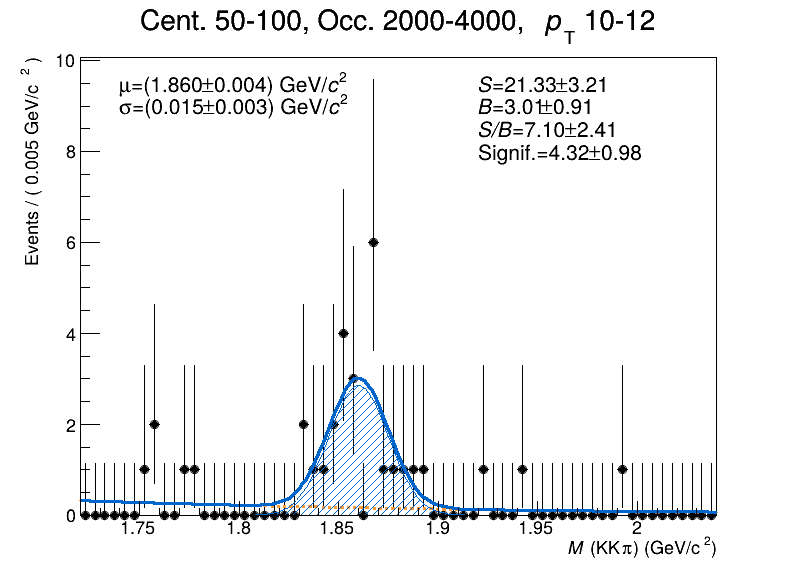 Cent. 50-100, Occ. 2000-4000, p_T 10-12
Events / ( 0.005 GeV/c² )
μ=(1.860±0.004) GeV/c²
σ=(0.015±0.003) GeV/c²
S=21.33±3.21
B=3.01±0.91
S/B=7.10±2.41
Signif.=4.32±0.98
10
8
6
4
2
0
1.75 1.8 1.85 1.9 1.95 2
M (KKπ) (GeV/c²)